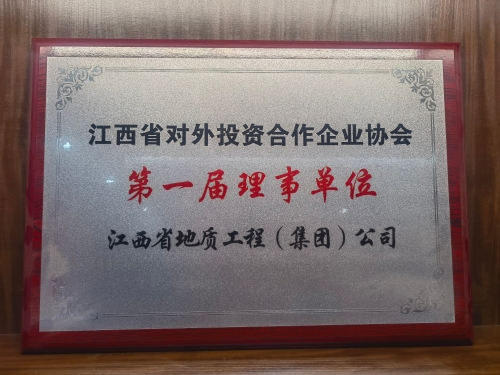 江西省对外投资合作企业协会
第一届理事单位
江西省地质工程（集团）公司